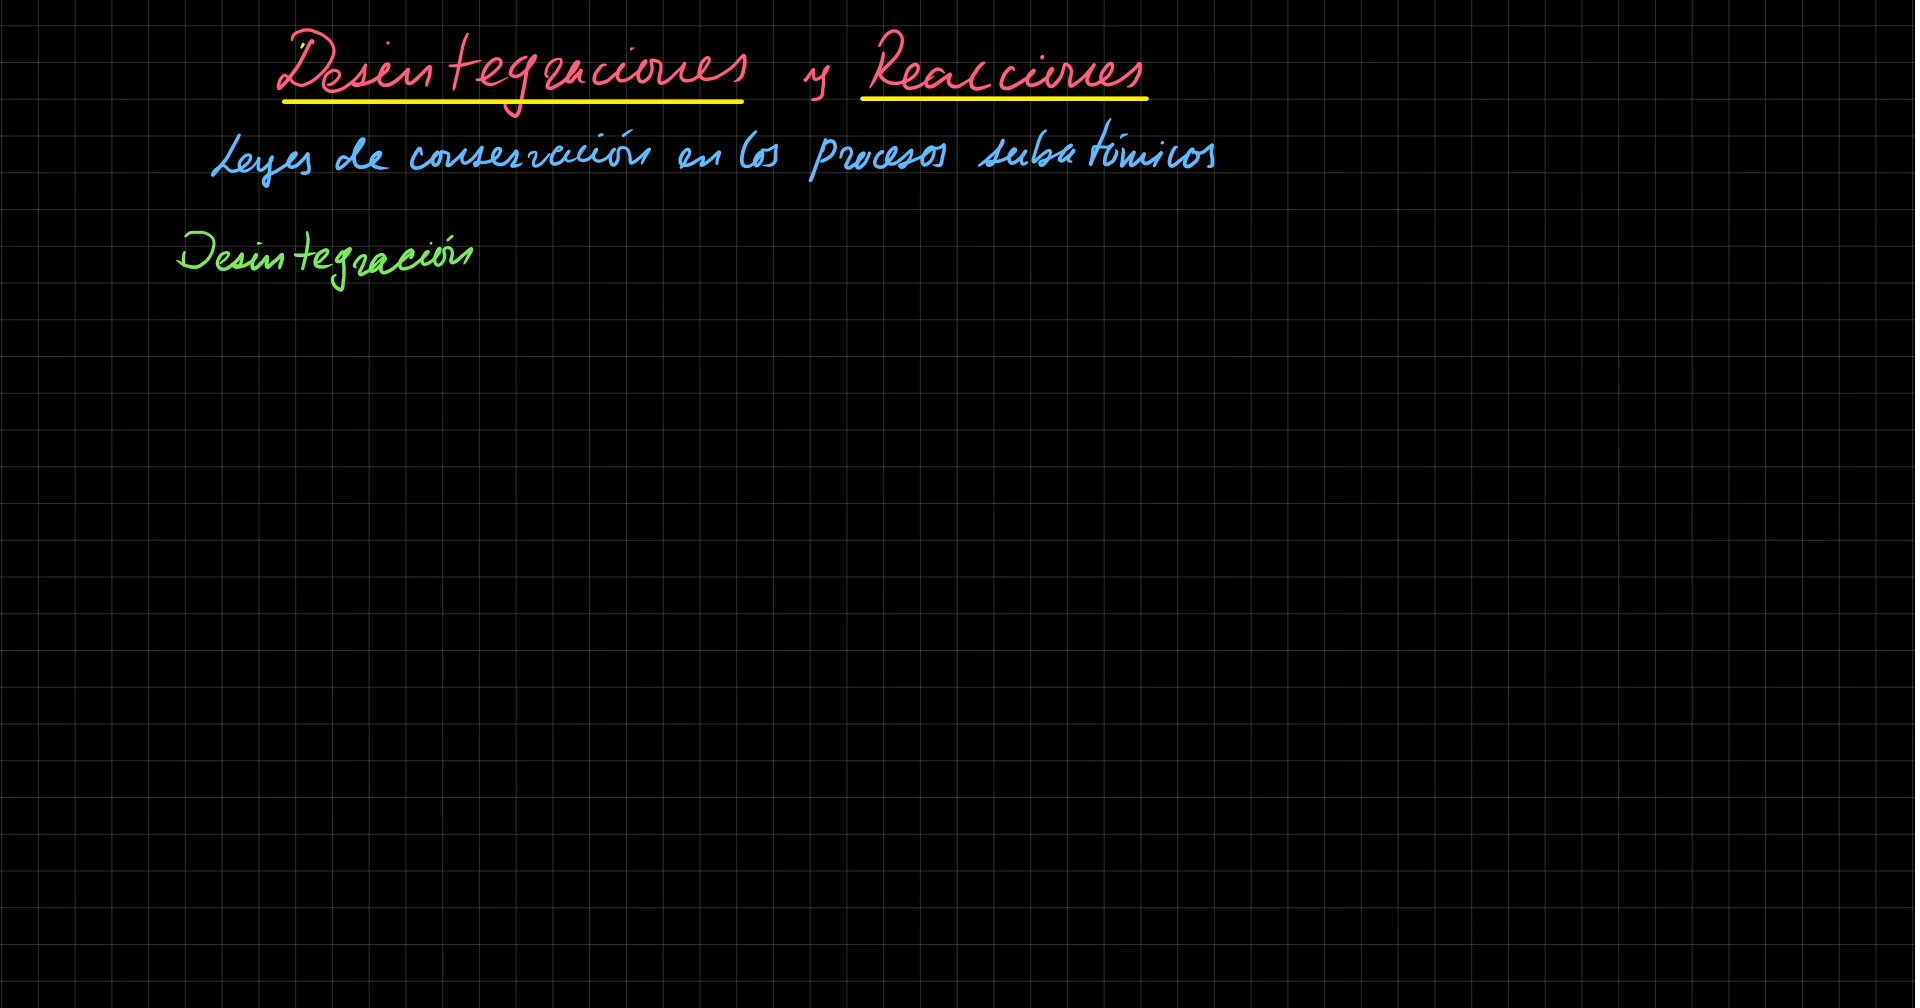 Desintegraciones y Reacciones
Leyes de conservación en los procesos subatómicos
Desintegración